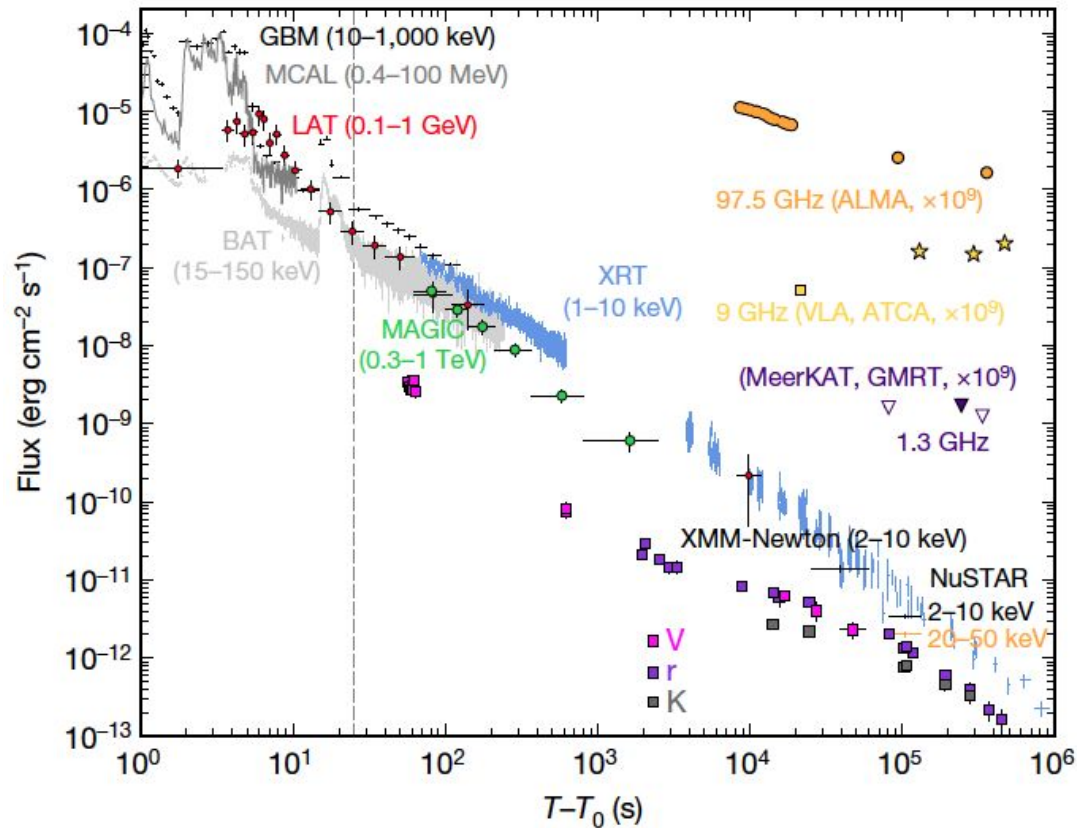 10⁻⁴
10⁻⁵
10⁻⁶
10⁻⁷
10⁻⁸
10⁻⁹
10⁻¹⁰
10⁻¹¹
10⁻¹²
10⁻¹³
Flux (erg cm⁻² s⁻¹)
GBM (10–1,000 keV)
MCAL (0.4–100 MeV)
LAT (0.1–1 GeV)
BAT
(15–150 keV)
MAGIC
(0.3–1 TeV)
XRT
(1–10 keV)
97.5 GHz (ALMA, ×10⁹)
9 GHz (VLA, ATCA, ×10⁹)
(MeerKAT, GMRT, ×10⁹)
1.3 GHz
XMM-Newton (2–10 keV)
NuSTAR
2–10 keV
20–50 keV
V
r
K
10⁰ 10¹ 10² 10³ 10⁴ 10⁵ 10⁶
T–T₀ (s)